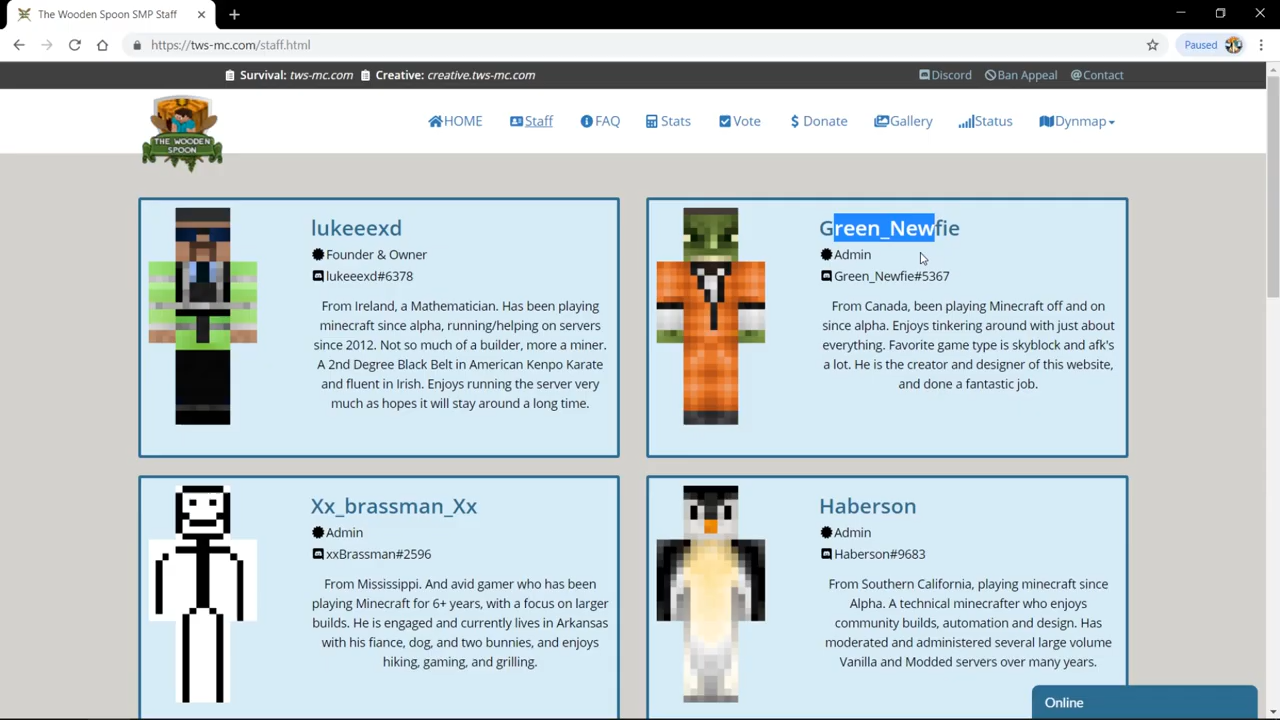 The Wooden Spoon SMP Staff
https://tws-mc.com/staff.html
Paused
Survival: tws-mc.com Creative: creative.tws-mc.com
Discord Ban Appeal @Contact
THE WOODEN
SPOON
HOME Staff FAQ Stats Vote $ Donate Gallery Status Dynmap
lukeeexd
Founder & Owner
lukeeexd#6378
From Ireland, a Mathematician. Has been playing
minecraft since alpha, running/helping on servers
since 2012. Not so much of a builder, more a miner.
A 2nd Degree Black Belt in American Kenpo Karate
and fluent in Irish. Enjoys running the server very
much as hopes it will stay around a long time.
Green_Newfie
Admin
Green_Newfie#5367
From Canada, been playing Minecraft off and on
since alpha. Enjoys tinkering around with just about
everything. Favorite game type is skyblock and afk's
a lot. He is the creator and designer of this website,
and done a fantastic job.
Xx_brassman_Xx
Admin
xxBrassman#2596
From Mississippi. And avid gamer who has been
playing Minecraft for 6+ years, with a focus on larger
builds. He is engaged and currently lives in Arkansas
with his fiance, dog, and two bunnies, and enjoys
hiking, gaming, and grilling.
Haberson
Admin
Haberson#9683
From Southern California, playing minecraft since
Alpha. A technical minecrafter who enjoys
community builds, automation and design. Has
moderated and administered several large volume
Vanilla and Modded servers over many years.
Online